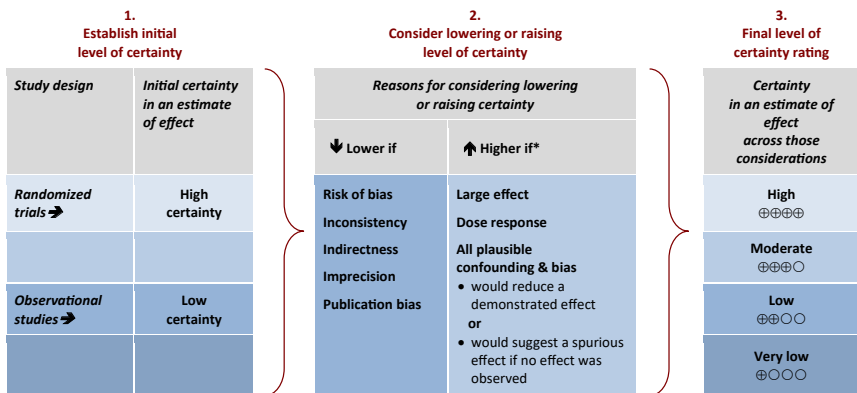 1.
Establish initial
level of certainty
2.
Consider lowering or raising
level of certainty
3.
Final level of
certainty rating
Study design
Initial certainty
in an estimate
of effect
Reasons for considering lowering
or raising certainty
Certainty
in an estimate of
effect
across those
considerations
🡻 Lower if
🡹 Higher if*
Randomized
trials ➔
High
certainty
Observational
studies ➔
Low
certainty
Risk of bias
Inconsistency
Indirectness
Imprecision
Publication bias
Large effect
Dose response
All plausible
confounding & bias
• would reduce a
demonstrated effect
or
• would suggest a spurious
effect if no effect was
observed
High
⊕⊕⊕⊕
Moderate
⊕⊕⊕○
Low
⊕⊕○○
Very low
⊕○○○